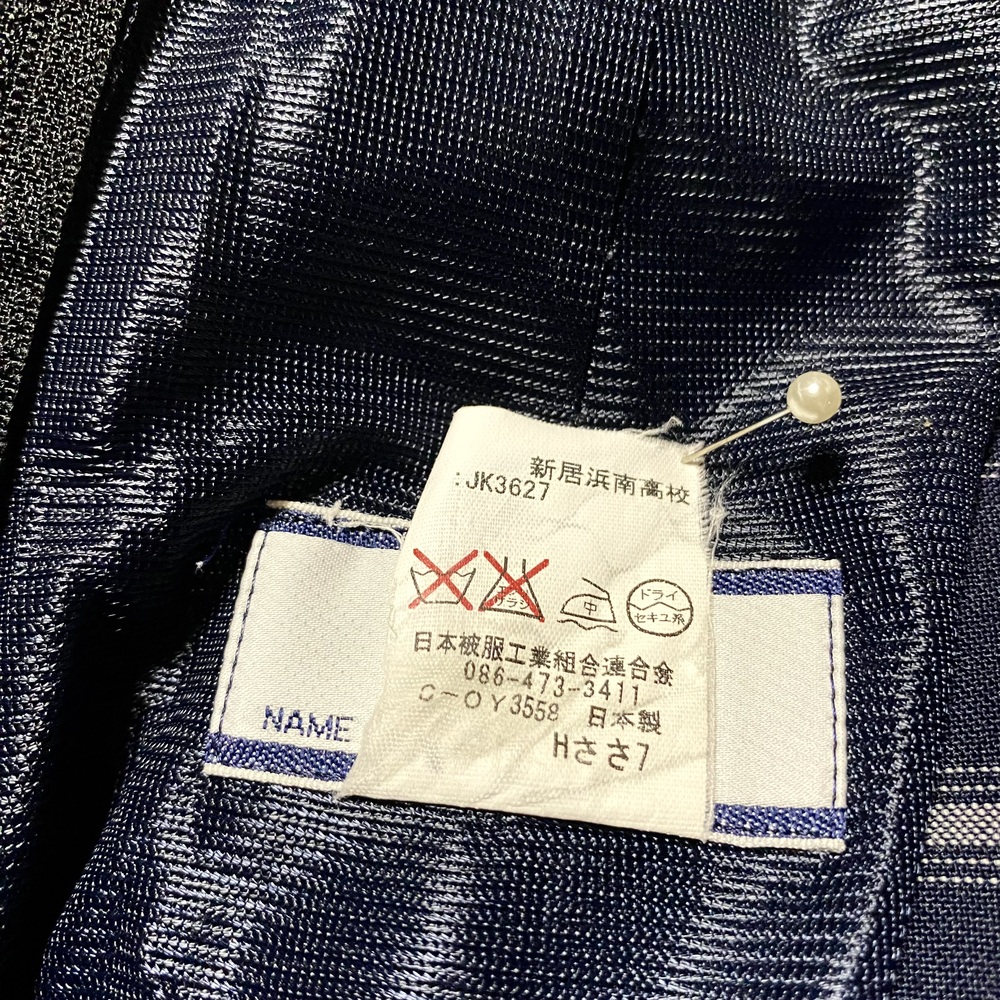 新居浜南高校
:JK3627
中
ドライ
セキユ系
日本被服工業組合連合会
086-473-3411
C-OY3558 日本製
Hささ7
NAME